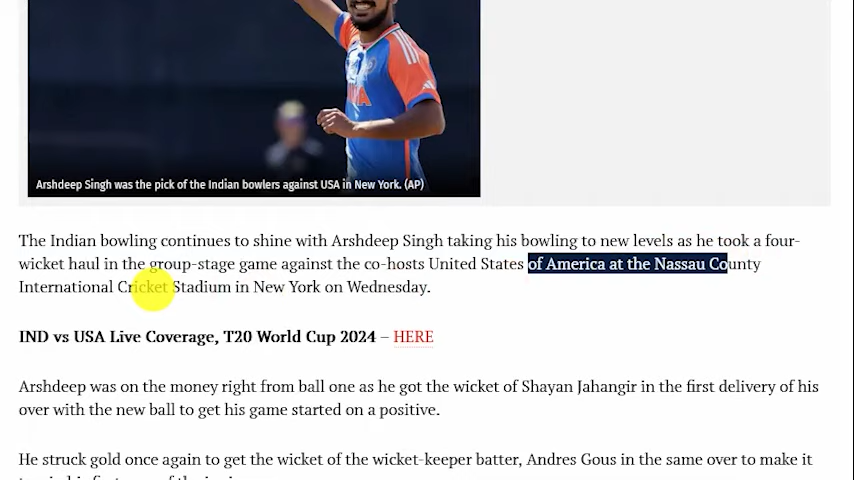 Arshdeep Singh was the pick of the Indian bowlers against USA in New York. (AP)
The Indian bowling continues to shine with Arshdeep Singh taking his bowling to new levels as he took a four-
wicket haul in the group-stage game against the co-hosts United States of America at the Nassau County
International Cricket Stadium in New York on Wednesday.
IND vs USA Live Coverage, T20 World Cup 2024 – HERE
Arshdeep was on the money right from ball one as he got the wicket of Shayan Jahangir in the first delivery of his
over with the new ball to get his game started on a positive.
He struck gold once again to get the wicket of the wicket-keeper batter, Andres Gous in the same over to make it